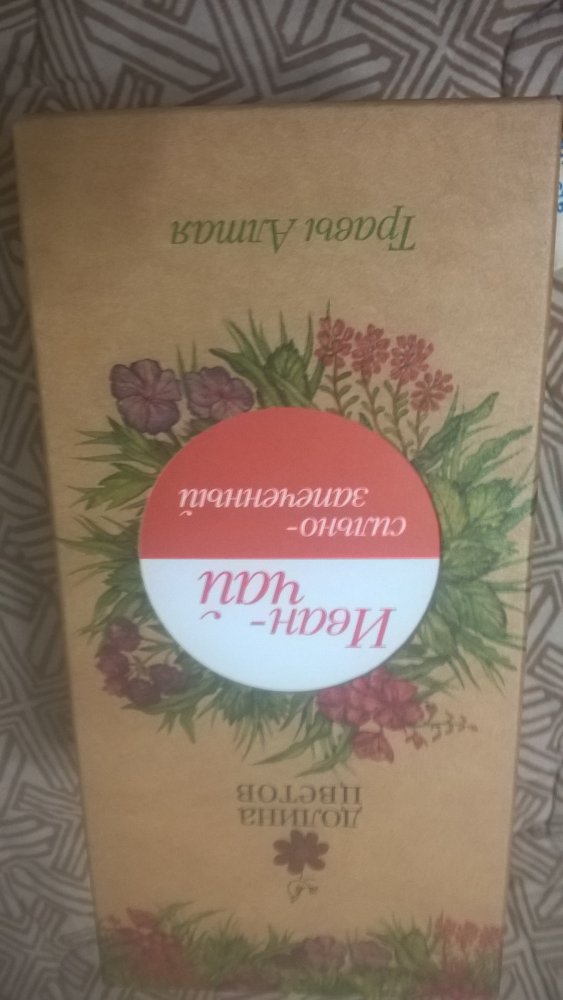 ДОЛИНА
ЦВЕТОВ
Иван-
чай
сильно-
запеченный
Травы Алтая